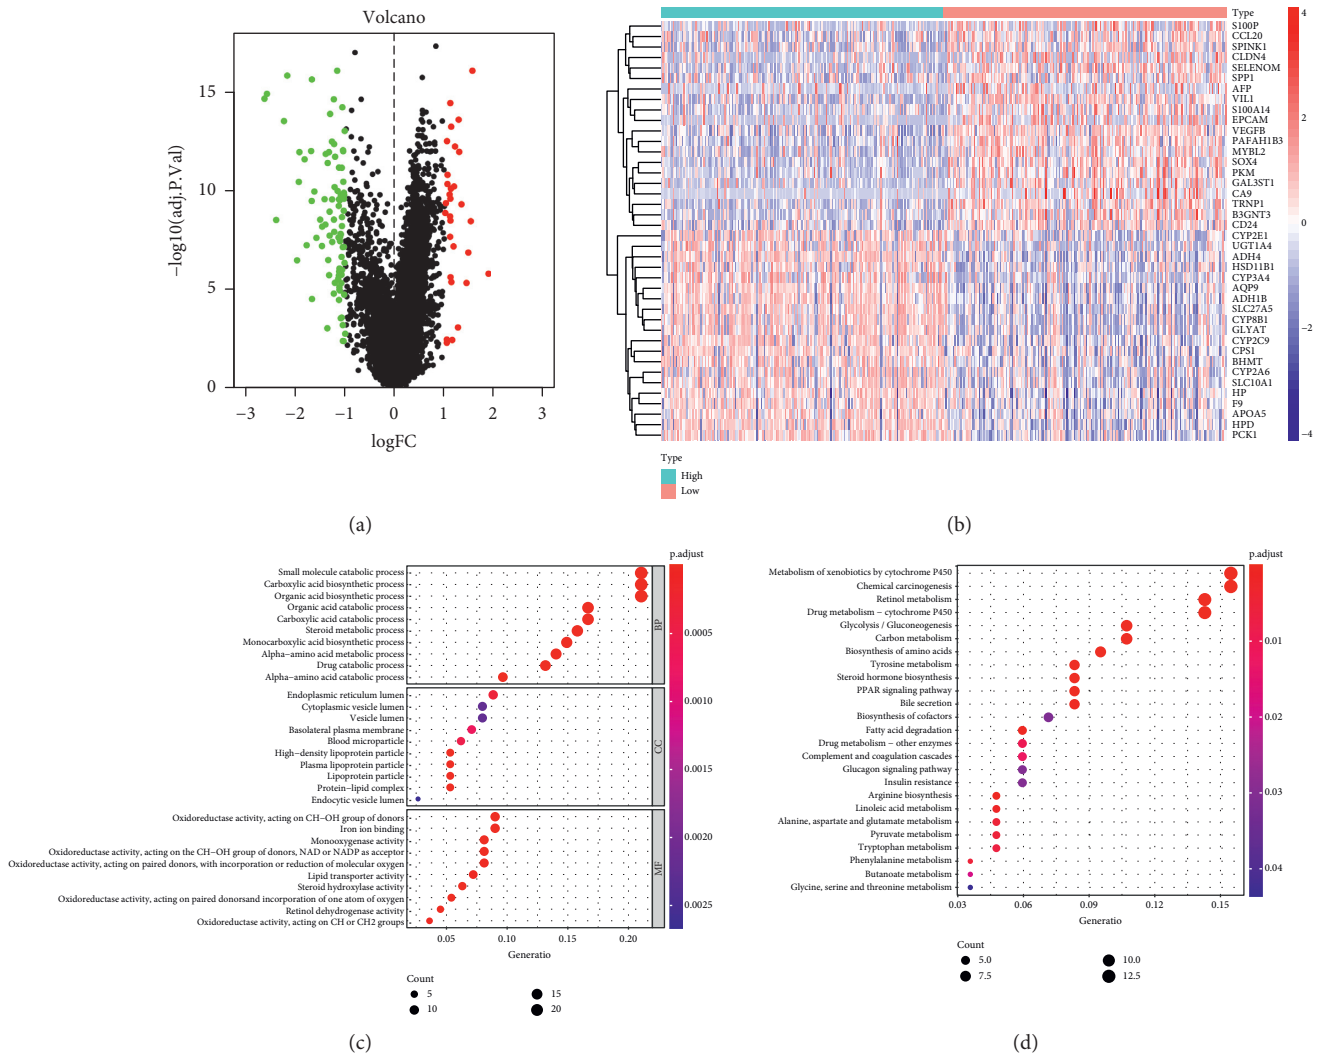 Volcano
−log10(adj.P.Val)
15
10
5
0
−3
−2
−1
0
1
2
3
logFC
(a)
Type
S100P
CCL20
SPINK1
CLDN4
SELENOM
SPP1
AFP
VIL1
S100A14
EPCAM
VEGFB
PAFAH1B3
MYBL2
SOX4
PKM
GAL3ST1
CA9
TRNP1
B3GNT3
CD24
CYP2E1
UGT1A4
ADH4
HSD11B1
CYP3A4
AQP9
ADH1B
SLC27A5
CYP8B1
GLYAT
CYP2C9
CPS1
BHMT
CYP2A6
SLC10A1
HP
F9
APOA5
HPD
PCK1
4
2
0
−2
−4
Type
High
Low
(b)
Small molecule catabolic process
Carboxylic acid biosynthetic process
Organic acid biosynthetic process
Organic acid catabolic process
Carboxylic acid catabolic process
Steroid metabolic process
Monocarboxylic acid biosynthetic process
Alpha−amino acid metabolic process
Drug catabolic process
Alpha−amino acid catabolic process
BP
Endoplasmic reticulum lumen
Cytoplasmic vesicle lumen
Vesicle lumen
Basolateral plasma membrane
Blood microparticle
High−density lipoprotein particle
Plasma lipoprotein particle
Lipoprotein particle
Protein−lipid complex
Endocytic vesicle lumen
CC
Oxidoreductase activity, acting on CH−OH group of donors
Iron ion binding
Monooxygenase activity
Oxidoreductase activity, acting on the CH−OH group of donors, NAD or NADP as acceptor
Oxidoreductase activity, acting on paired donors, with incorporation or reduction of molecular oxygen
Lipid transporter activity
Steroid hydroxylase activity
Oxidoreductase activity, acting on paired donorsand incorporation of one atom of oxygen
Retinol dehydrogenase activity
Oxidoreductase activity, acting on CH or CH2 groups
MF
0.05
0.10
0.15
0.20
Generatio
p.adjust
0.0005
0.0010
0.0015
0.0020
0.0025
Count
5
10
15
20
(c)
Metabolism of xenobiotics by cytochrome P450
Chemical carcinogenesis
Retinol metabolism
Drug metabolism − cytochrome P450
Glycolysis / Gluconeogenesis
Carbon metabolism
Biosynthesis of amino acids
Tyrosine metabolism
Steroid hormone biosynthesis
PPAR signaling pathway
Bile secretion
Biosynthesis of cofactors
Fatty acid degradation
Drug metabolism − other enzymes
Complement and coagulation cascades
Glucagon signaling pathway
Insulin resistance
Arginine biosynthesis
Linoleic acid metabolism
Alanine, aspartate and glutamate metabolism
Pyruvate metabolism
Tryptophan metabolism
Phenylalanine metabolism
Butanoate metabolism
Glycine, serine and threonine metabolism
0.03
0.06
0.09
0.12
0.15
Generatio
p.adjust
0.01
0.02
0.03
0.04
Count
5.0
7.5
10.0
12.5
(d)